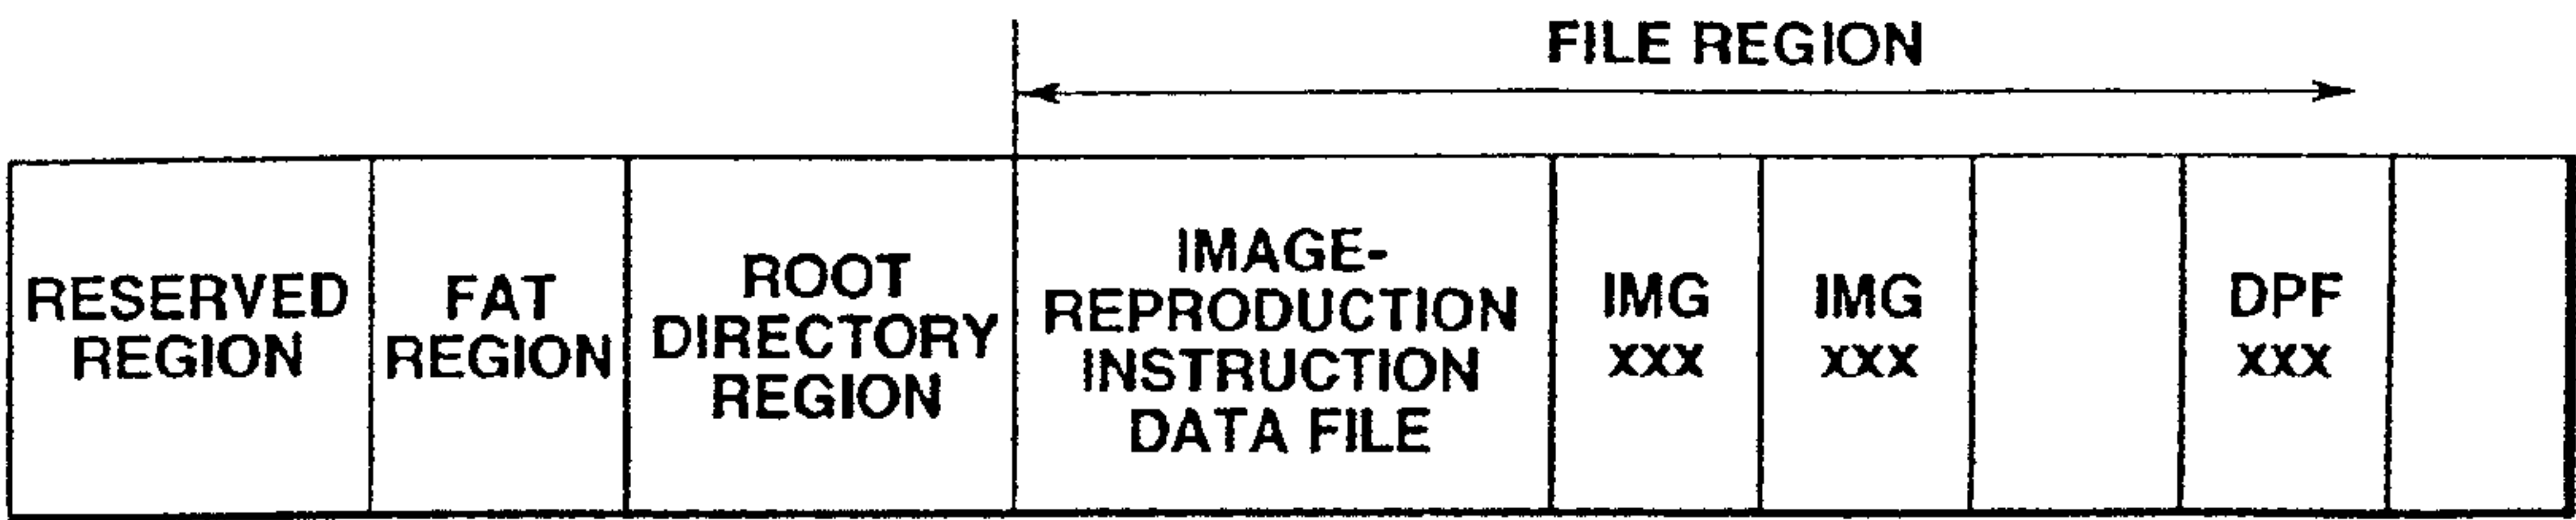 FILE REGION
RESERVED
REGION
FAT
REGION
ROOT
DIRECTORY
REGION
IMAGE-
REPRODUCTION
INSTRUCTION
DATA FILE
IMG
xxx
IMG
xxx
DPF
xxx